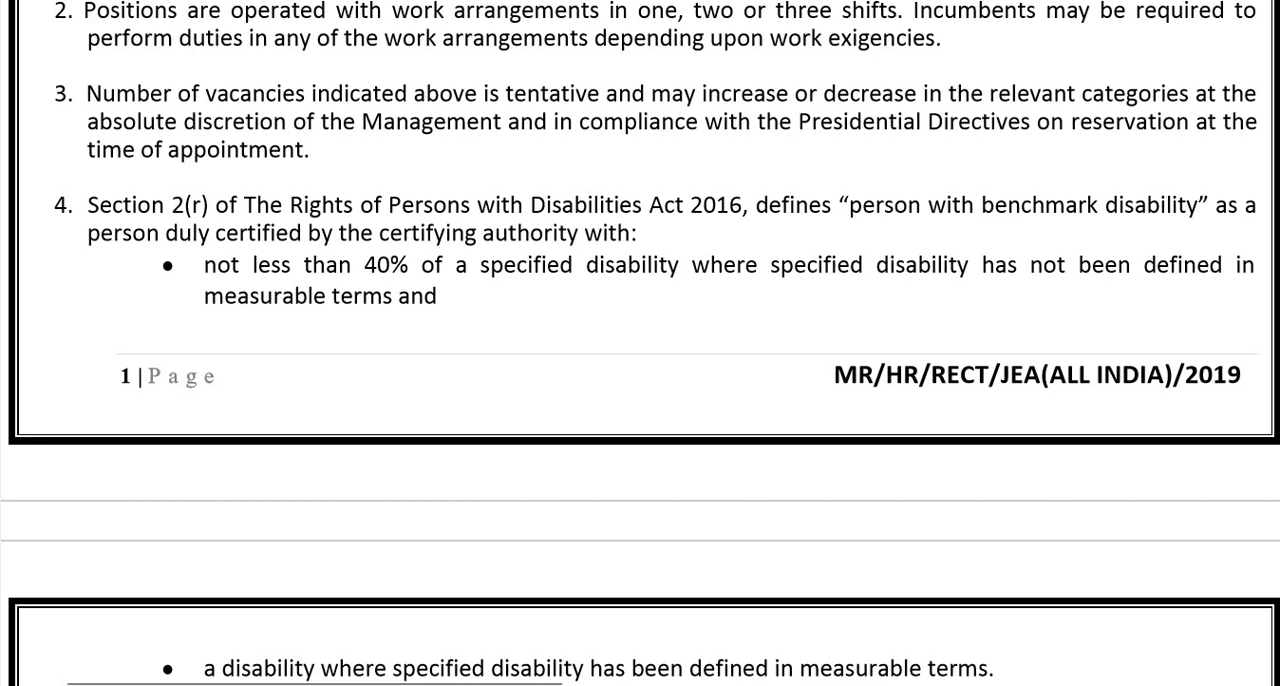 2. Positions are operated with work arrangements in one, two or three shifts. Incumbents may be required to
perform duties in any of the work arrangements depending upon work exigencies.
3. Number of vacancies indicated above is tentative and may increase or decrease in the relevant categories at the
absolute discretion of the Management and in compliance with the Presidential Directives on reservation at the
time of appointment.
4. Section 2(r) of The Rights of Persons with Disabilities Act 2016, defines “person with benchmark disability” as a
person duly certified by the certifying authority with:
• not less than 40% of a specified disability where specified disability has not been defined in
measurable terms and
1 | P a g e MR/HR/RECT/JEA(ALL INDIA)/2019
• a disability where specified disability has been defined in measurable terms.